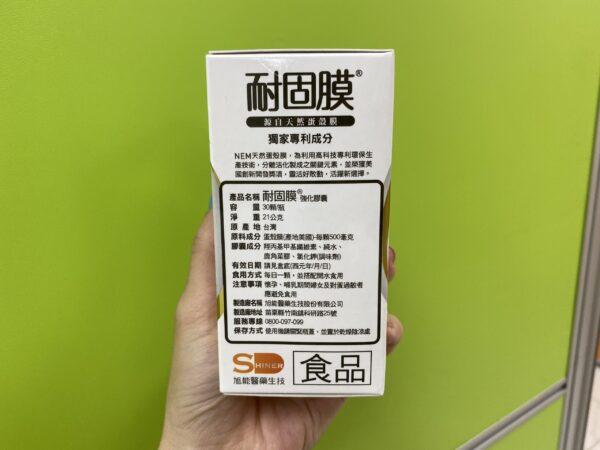 耐固膜®
源自天然蛋殼膜
獨家專利成分
NEM天然蛋殼膜，為利用高科技專利環保生
產技術，分離活化製成之關鍵元素，並榮獲美
國創新開發獎項，靈活好散動，活躍新選擇。
產品名稱 耐固膜® 強化膠囊
容量 30顆/瓶
淨重 21公克
原產地 台灣
原料成分 蛋殼膜(產地美國)-每顆500毫克
膠囊成分 羥丙基甲基纖維素、純水、
鹿角菜膠、氯化鉀(調味劑)
有效日期 請見盒底(西元年/月/日)
食用方式 每日一顆，並搭配開水食用
注意事項 懷孕、哺乳期間婦女及對蛋過敏者
應避免食用
製造廠名稱 旭能醫藥生技股份有限公司
製造廠地址 苗栗縣竹南鎮科研路25號
服務專線 0800-097-099
保存方式 使用後請關緊瓶蓋，並置於乾燥陰涼處
SHINER
旭能醫藥生技
食品